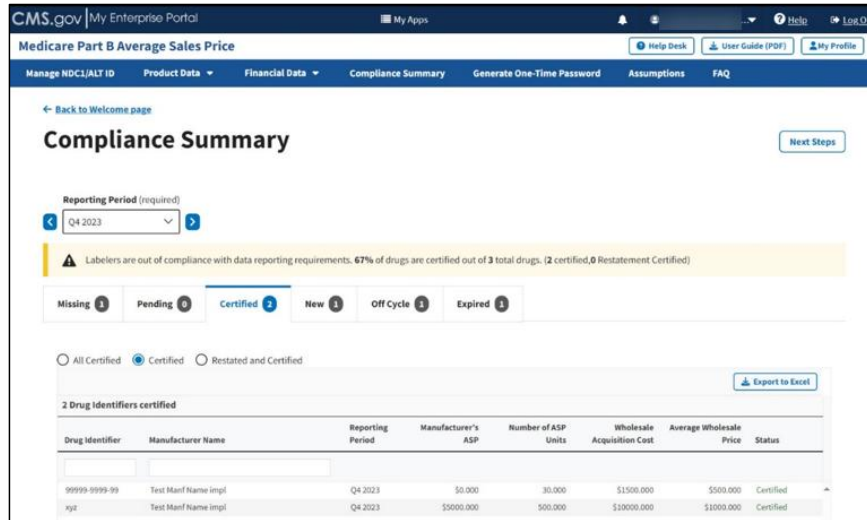 CMS.gov My Enterprise Portal
My Apps
Help
Log O
Medicare Part B Average Sales Price
Help Desk
User Guide (PDF)
My Profile
Manage NDC1/ALT ID
Product Data
Financial Data
Compliance Summary
Generate One-Time Password
Assumptions
FAQ
← Back to Welcome page
Compliance Summary
Next Steps
Reporting Period (required)
Q4 2023
Labelers are out of compliance with data reporting requirements. 67% of drugs are certified out of 3 total drugs. (2 certified,0 Restatement Certified)
Missing 1
Pending 0
Certified 2
New 1
Off Cycle 1
Expired 1
All Certified
Certified
Restated and Certified
Export to Excel
2 Drug Identifiers certified
Drug Identifier Manufacturer Name Reporting Period Manufacturer's ASP Number of ASP Units Wholesale Acquisition Cost Average Wholesale Price Status
99999-9999-99 Test Manf Name impl Q4 2023 $0.000 30.000 $1500.000 $500.000 Certified
xyz Test Manf Name impl Q4 2023 $5000.000 500.000 $10000.000 $1000.000 Certified